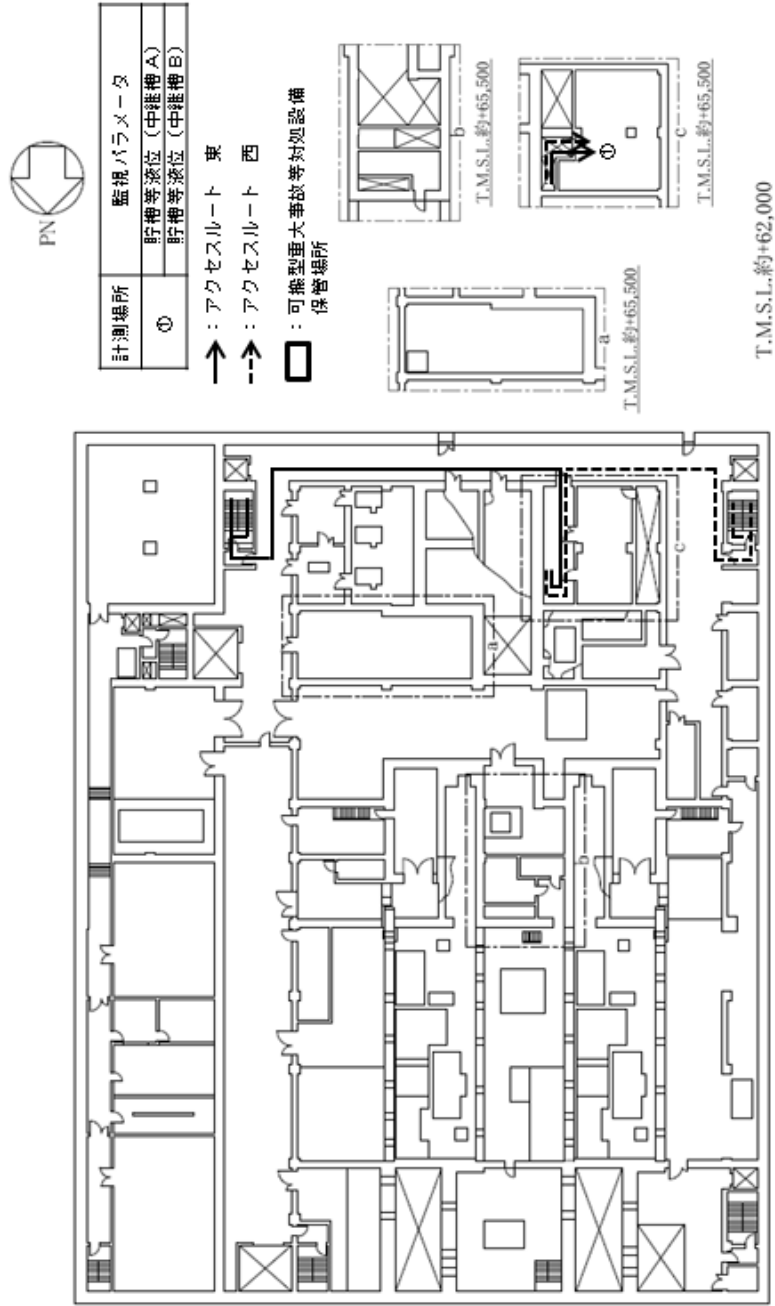 PN
計測場所 監視パラメータ
① 貯槽等液位（中継槽A）
貯槽等液位（中継槽B）
：アクセスルート 東
：アクセスルート 西
：可搬型重大事故等対処設備
保管場所
a
T.M.S.L.約+65,500
b
T.M.S.L.約+65,500
①
c
T.M.S.L.約+65,500
a
b
c
T.M.S.L.約+62,000